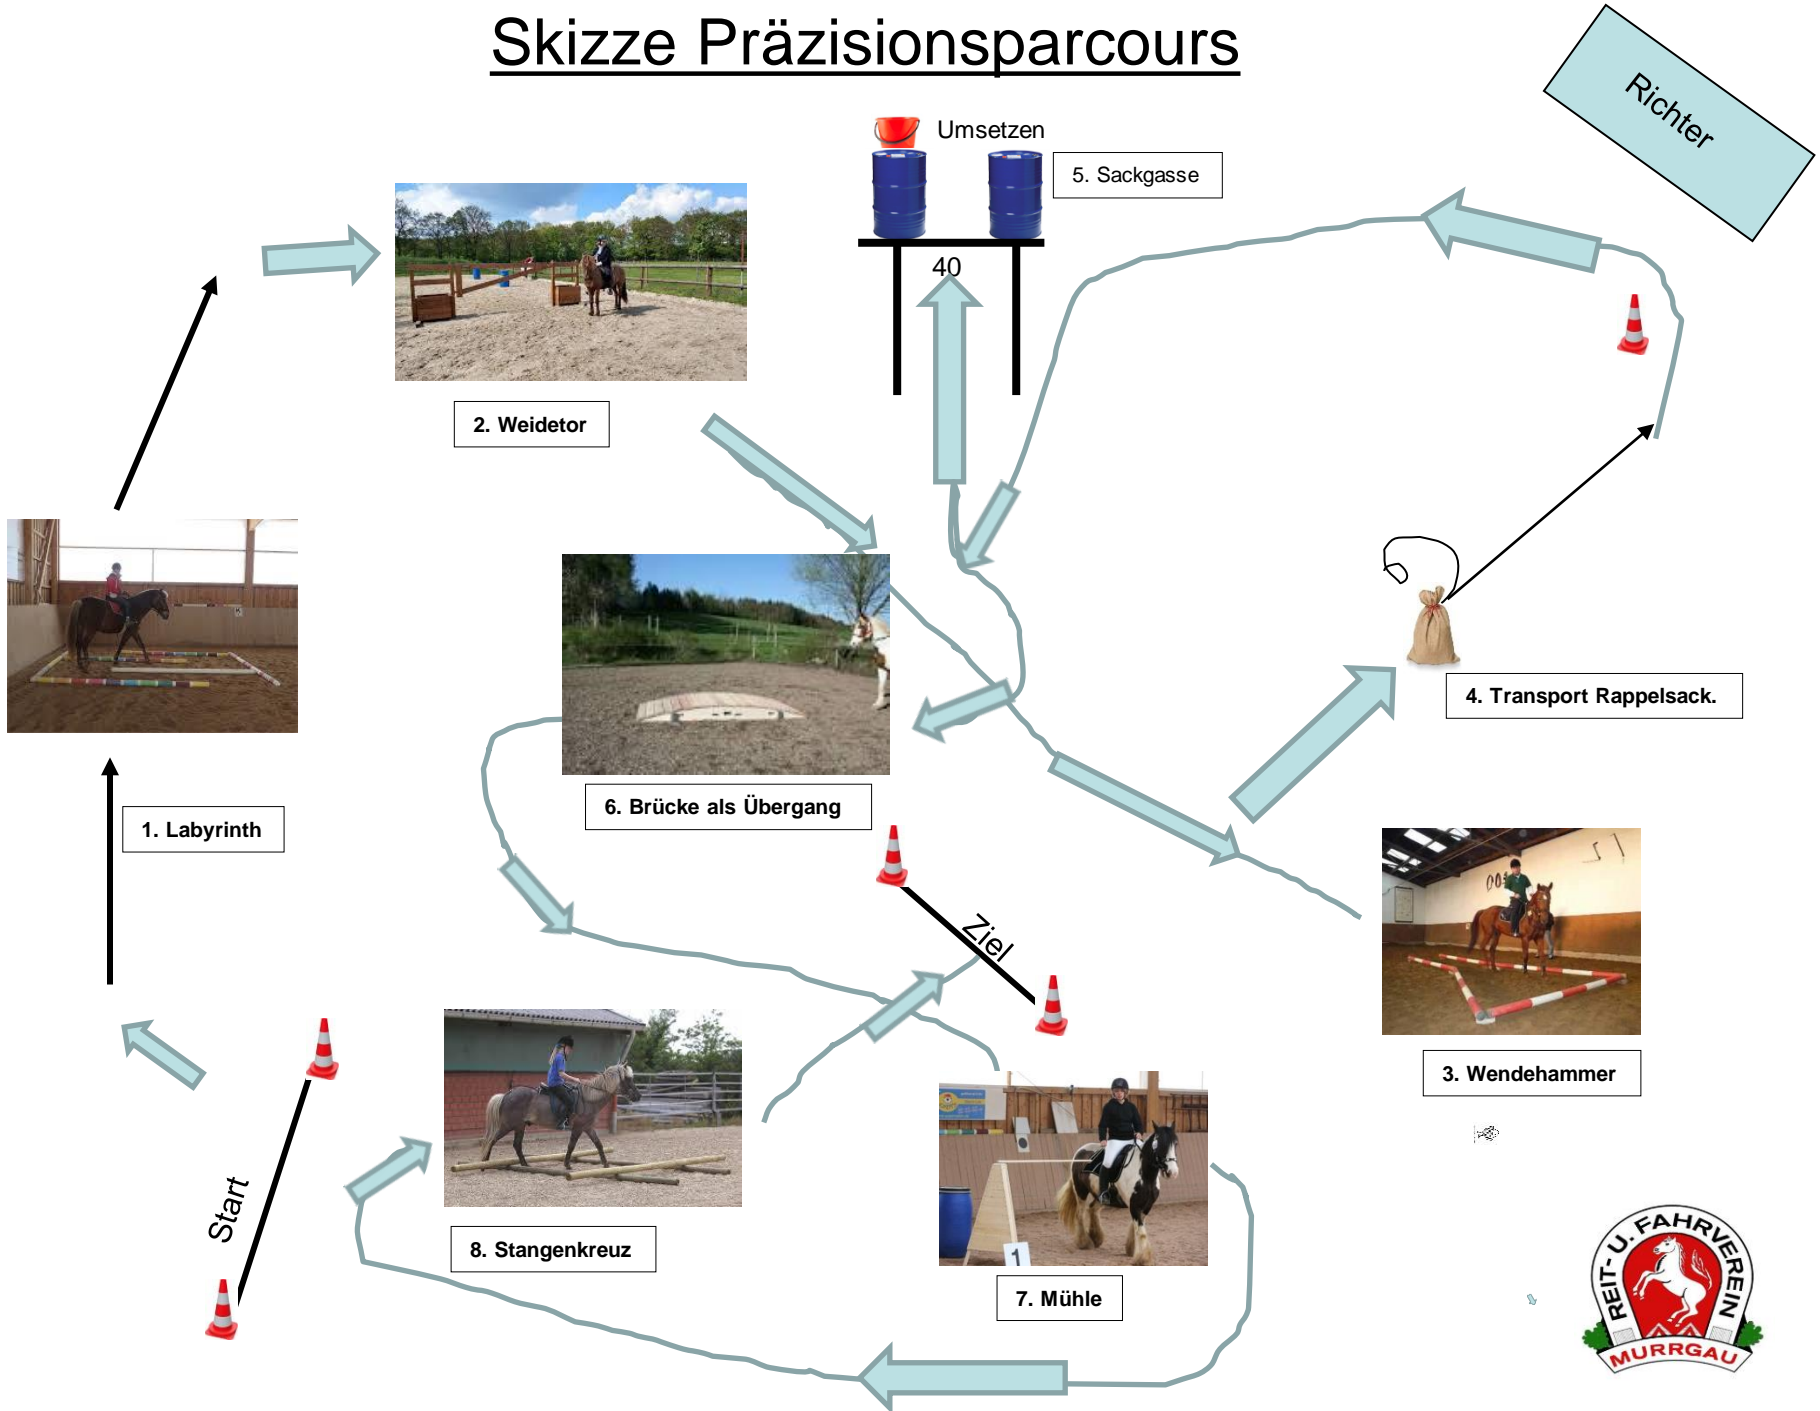 Skizze Präzisionsparcours
Richter
Umsetzen
5. Sackgasse
40
2. Weidetor
4. Transport Rappelsack.
6. Brücke als Übergang
1. Labyrinth
Ziel
3. Wendehammer
Start
8. Stangenkreuz
1
7. Mühle
REIT- U. FAHRVEREIN
MURRGAU